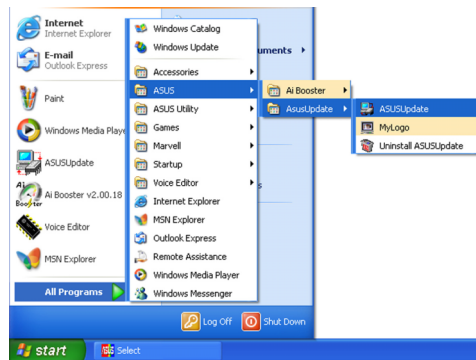 Internet
Internet Explorer
E-mail
Outlook Express
Paint
Windows Media Playe
ASUSUpdate
Ai Booster v2.00.18
Voice Editor
MSN Explorer
All Programs
Windows Catalog
Windows Update
Accessories
ASUS
ASUS Utility
Games
Marvell
Startup
Voice Editor
Internet Explorer
MSN Explorer
Outlook Express
Remote Assistance
Windows Media Player
Windows Messenger
uments
s
Ai Booster
AsusUpdate
ASUSUpdate
MyLogo
Uninstall ASUSUpdate
Log Off
Shut Down
start
Select